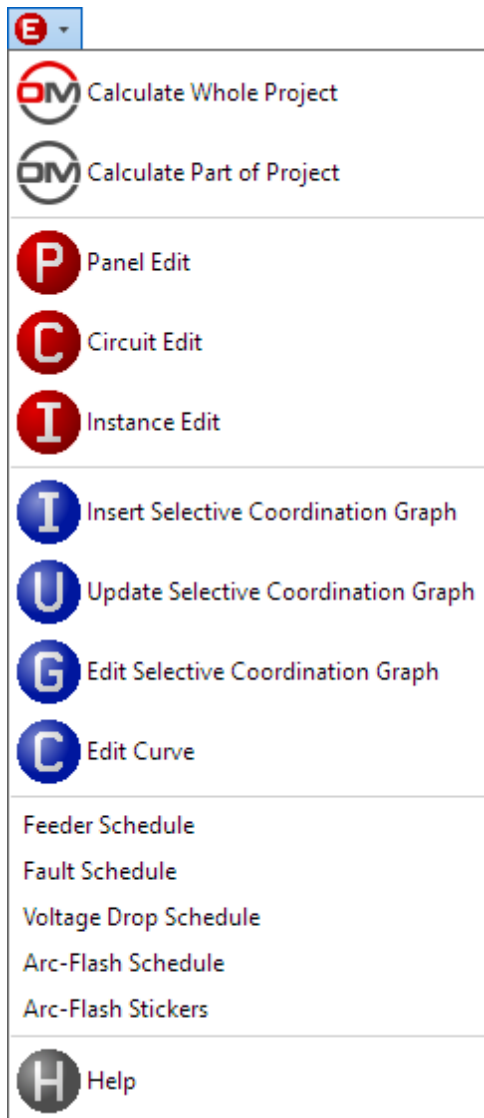 E
DM Calculate Whole Project
DM Calculate Part of Project
P Panel Edit
C Circuit Edit
I Instance Edit
I Insert Selective Coordination Graph
U Update Selective Coordination Graph
G Edit Selective Coordination Graph
C Edit Curve
Feeder Schedule
Fault Schedule
Voltage Drop Schedule
Arc-Flash Schedule
Arc-Flash Stickers
H Help